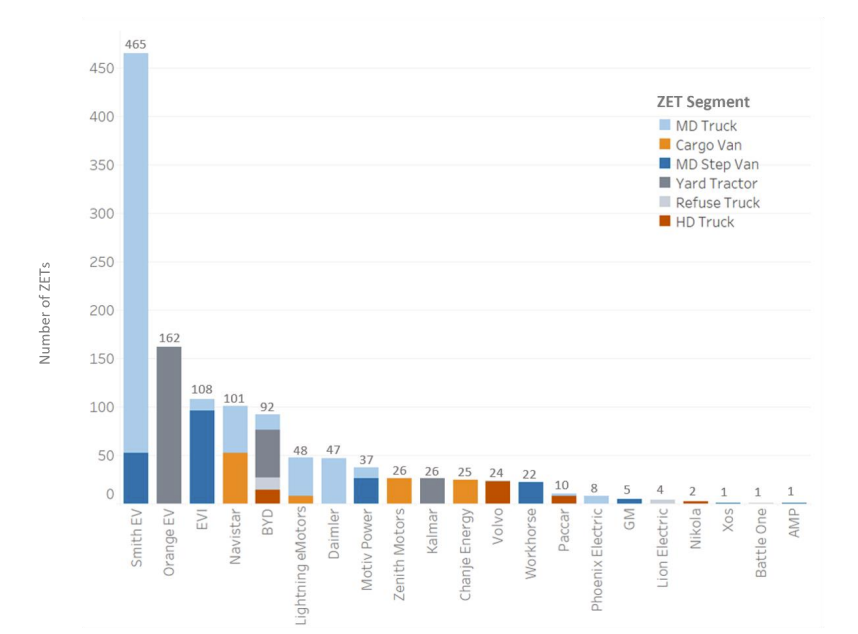 465
450
400
350
300
250
200
150
100
50
0
Number of ZETs
162
108
101
92
48
47
37
26
26
25
24
22
10
8
5
4
2
1
1
1
ZET Segment
MD Truck
Cargo Van
MD Step Van
Yard Tractor
Refuse Truck
HD Truck
Smith EV
Orange EV
EVI
Navistar
BYD
Lightning eMotors
Daimler
Motiv Power
Zenith Motors
Kalmar
Chanje Energy
Volvo
Workhorse
Paccar
Phoenix Electric
GM
Lion Electric
Nikola
Xos
Battle One
AMP